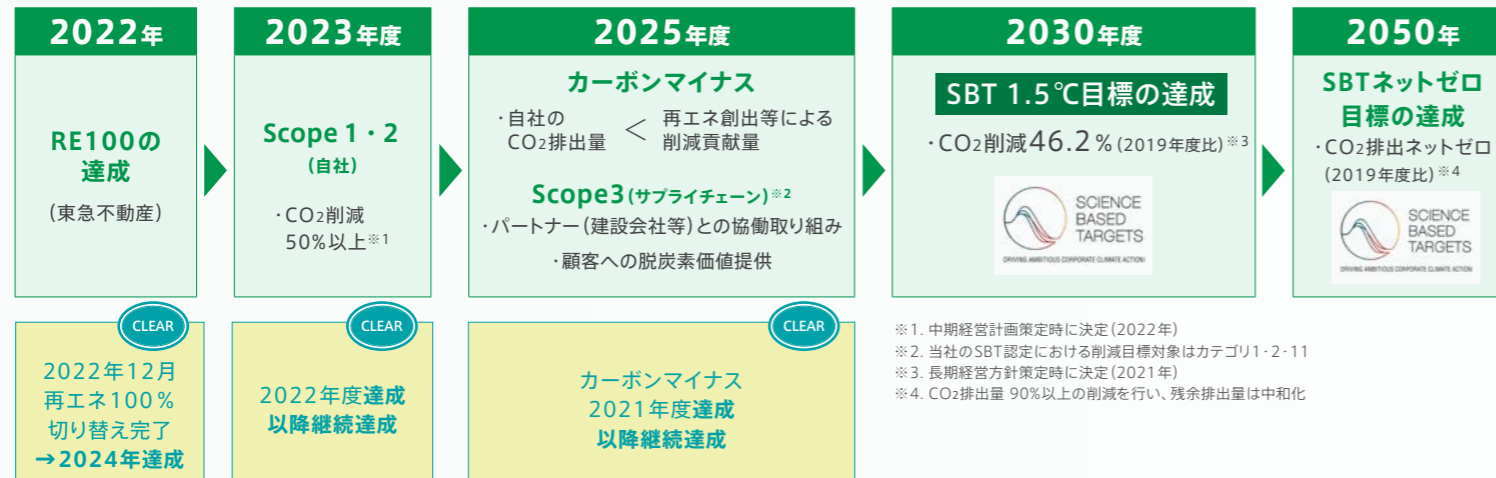 2022年
RE100の
達成
(東急不動産)
2023年度
Scope 1・2
(自社)
・CO2削減
50%以上※1
2025年度
カーボンマイナス
・自社の
CO2排出量
<
再エネ創出等による
削減貢献量
Scope3(サプライチェーン)※2
・パートナー(建設会社等)との協働取り組み
・顧客への脱炭素価値提供
2030年度
SBT 1.5℃目標の達成
・CO2削減46.2%(2019年度比)※3
SCIENCE
BASED
TARGETS
DRIVING AMBITIOUS CORPORATE CLIMATE ACTION
2050年
SBTネットゼロ
目標の達成
・CO2排出ネットゼロ
(2019年度比)※4
SCIENCE
BASED
TARGETS
DRIVING AMBITIOUS CORPORATE CLIMATE ACTION
CLEAR
2022年12月
再エネ100%
切り替え完了
→2024年達成
CLEAR
2022年度達成
以降継続達成
CLEAR
カーボンマイナス
2021年度達成
以降継続達成
※1. 中期経営計画策定時に決定(2022年)
※2. 当社のSBT認定における削減目標対象はカテゴリ1・2・11
※3. 長期経営方針策定時に決定(2021年)
※4. CO2排出量 90%以上の削減を行い、残余排出量は中和化